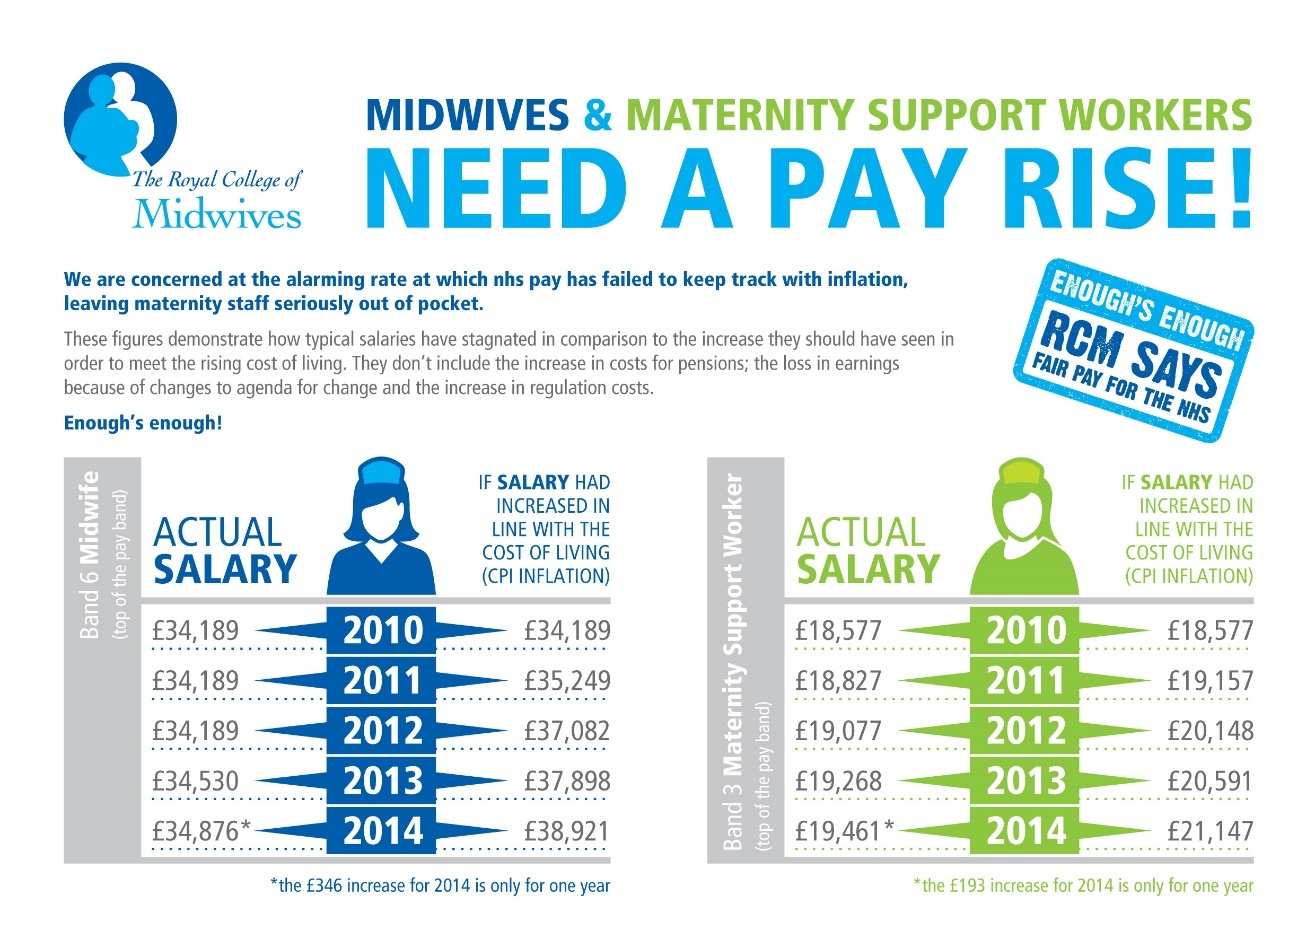 The Royal College of
Midwives
MIDWIVES & MATERNITY SUPPORT WORKERS
NEED A PAY RISE!
We are concerned at the alarming rate at which nhs pay has failed to keep track with inflation,
leaving maternity staff seriously out of pocket.
These figures demonstrate how typical salaries have stagnated in comparison to the increase they should have seen in
order to meet the rising cost of living. They don't include the increase in costs for pensions; the loss in earnings
because of changes to agenda for change and the increase in regulation costs.
Enough's enough!
ENOUGH'S ENOUGH
RCM SAYS
FAIR PAY FOR THE NHS
Band 6 Midwife
(top of the pay band)
ACTUAL
SALARY
IF SALARY HAD
INCREASED IN
LINE WITH THE
COST OF LIVING
(CPI INFLATION)
£34,189 2010 £34,189
£34,189 2011 £35,249
£34,189 2012 £37,082
£34,530 2013 £37,898
£34,876* 2014 £38,921
*the £346 increase for 2014 is only for one year
Band 3 Maternity Support Worker
(top of the pay band)
ACTUAL
SALARY
IF SALARY HAD
INCREASED IN
LINE WITH THE
COST OF LIVING
(CPI INFLATION)
£18,577 2010 £18,577
£18,827 2011 £19,157
£19,077 2012 £20,148
£19,268 2013 £20,591
£19,461* 2014 £21,147
*the £193 increase for 2014 is only for one year